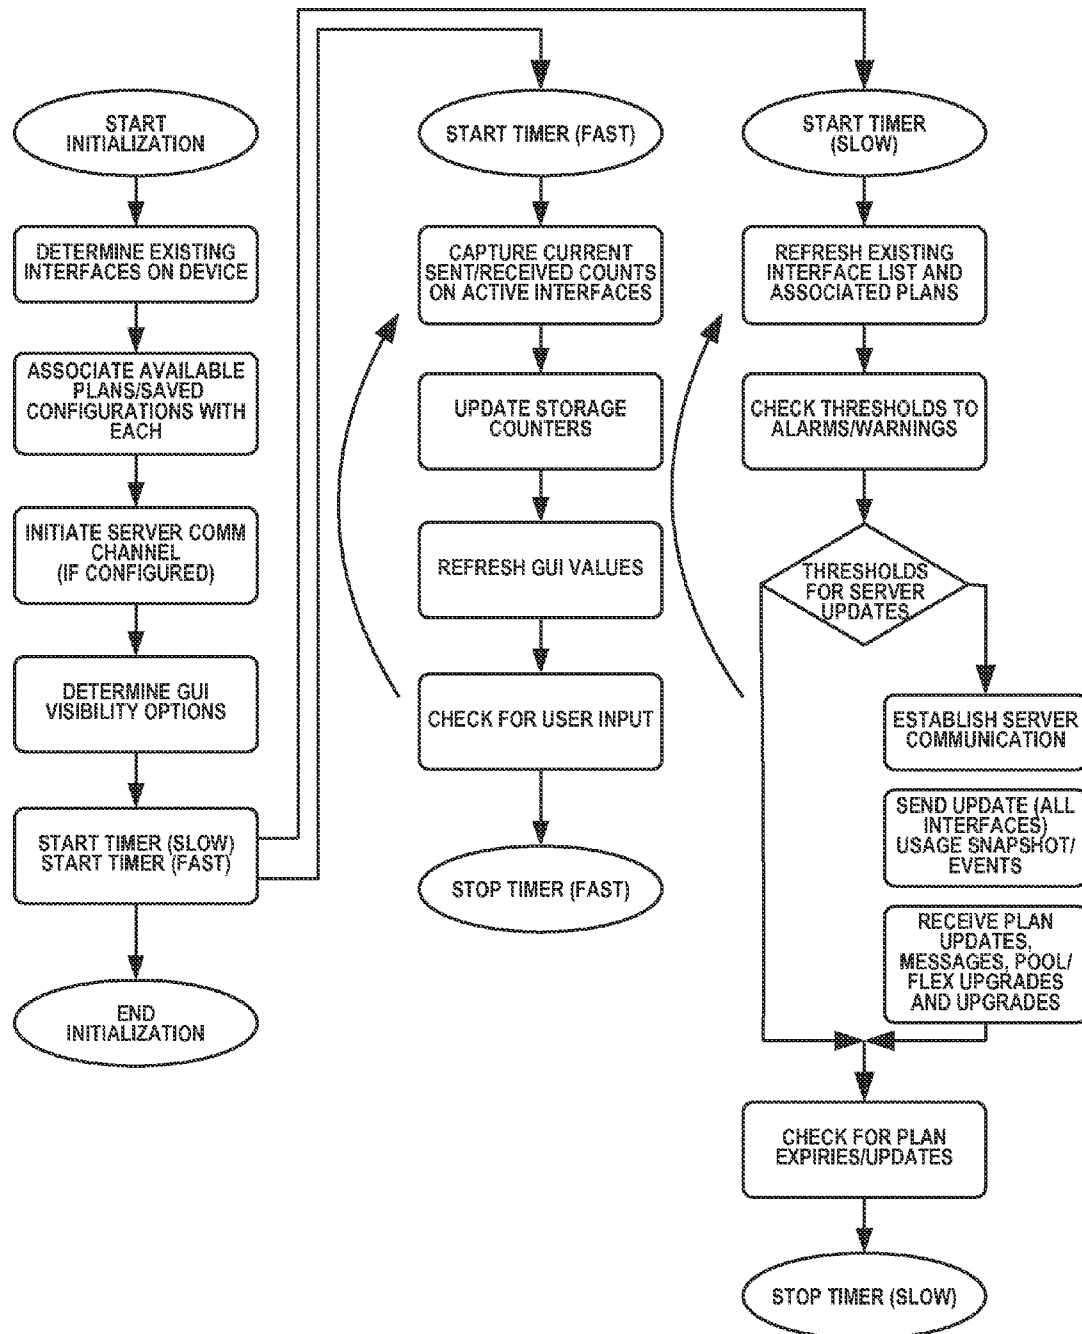 START
INITIALIZATION
DETERMINE EXISTING
INTERFACES ON DEVICE
ASSOCIATE AVAILABLE
PLANS/SAVED
CONFIGURATIONS WITH
EACH
INITIATE SERVER COMM
CHANNEL
(IF CONFIGURED)
DETERMINE GUI
VISIBILITY OPTIONS
START TIMER (SLOW)
START TIMER (FAST)
END
INITIALIZATION
START TIMER (FAST)
CAPTURE CURRENT
SENT/RECEIVED COUNTS
ON ACTIVE INTERFACES
UPDATE STORAGE
COUNTERS
REFRESH GUI VALUES
CHECK FOR USER INPUT
STOP TIMER (FAST)
START TIMER
(SLOW)
REFRESH EXISTING
INTERFACE LIST AND
ASSOCIATED PLANS
CHECK THRESHOLDS TO
ALARMS/WARNINGS
THRESHOLDS
FOR SERVER
UPDATES
ESTABLISH SERVER
COMMUNICATION
SEND UPDATE (ALL
INTERFACES)
USAGE SNAPSHOT/
EVENTS
RECEIVE PLAN
UPDATES,
MESSAGES, POOL/
FLEX UPGRADES
AND UPGRADES
CHECK FOR PLAN
EXPIRIES/UPDATES
STOP TIMER (SLOW)